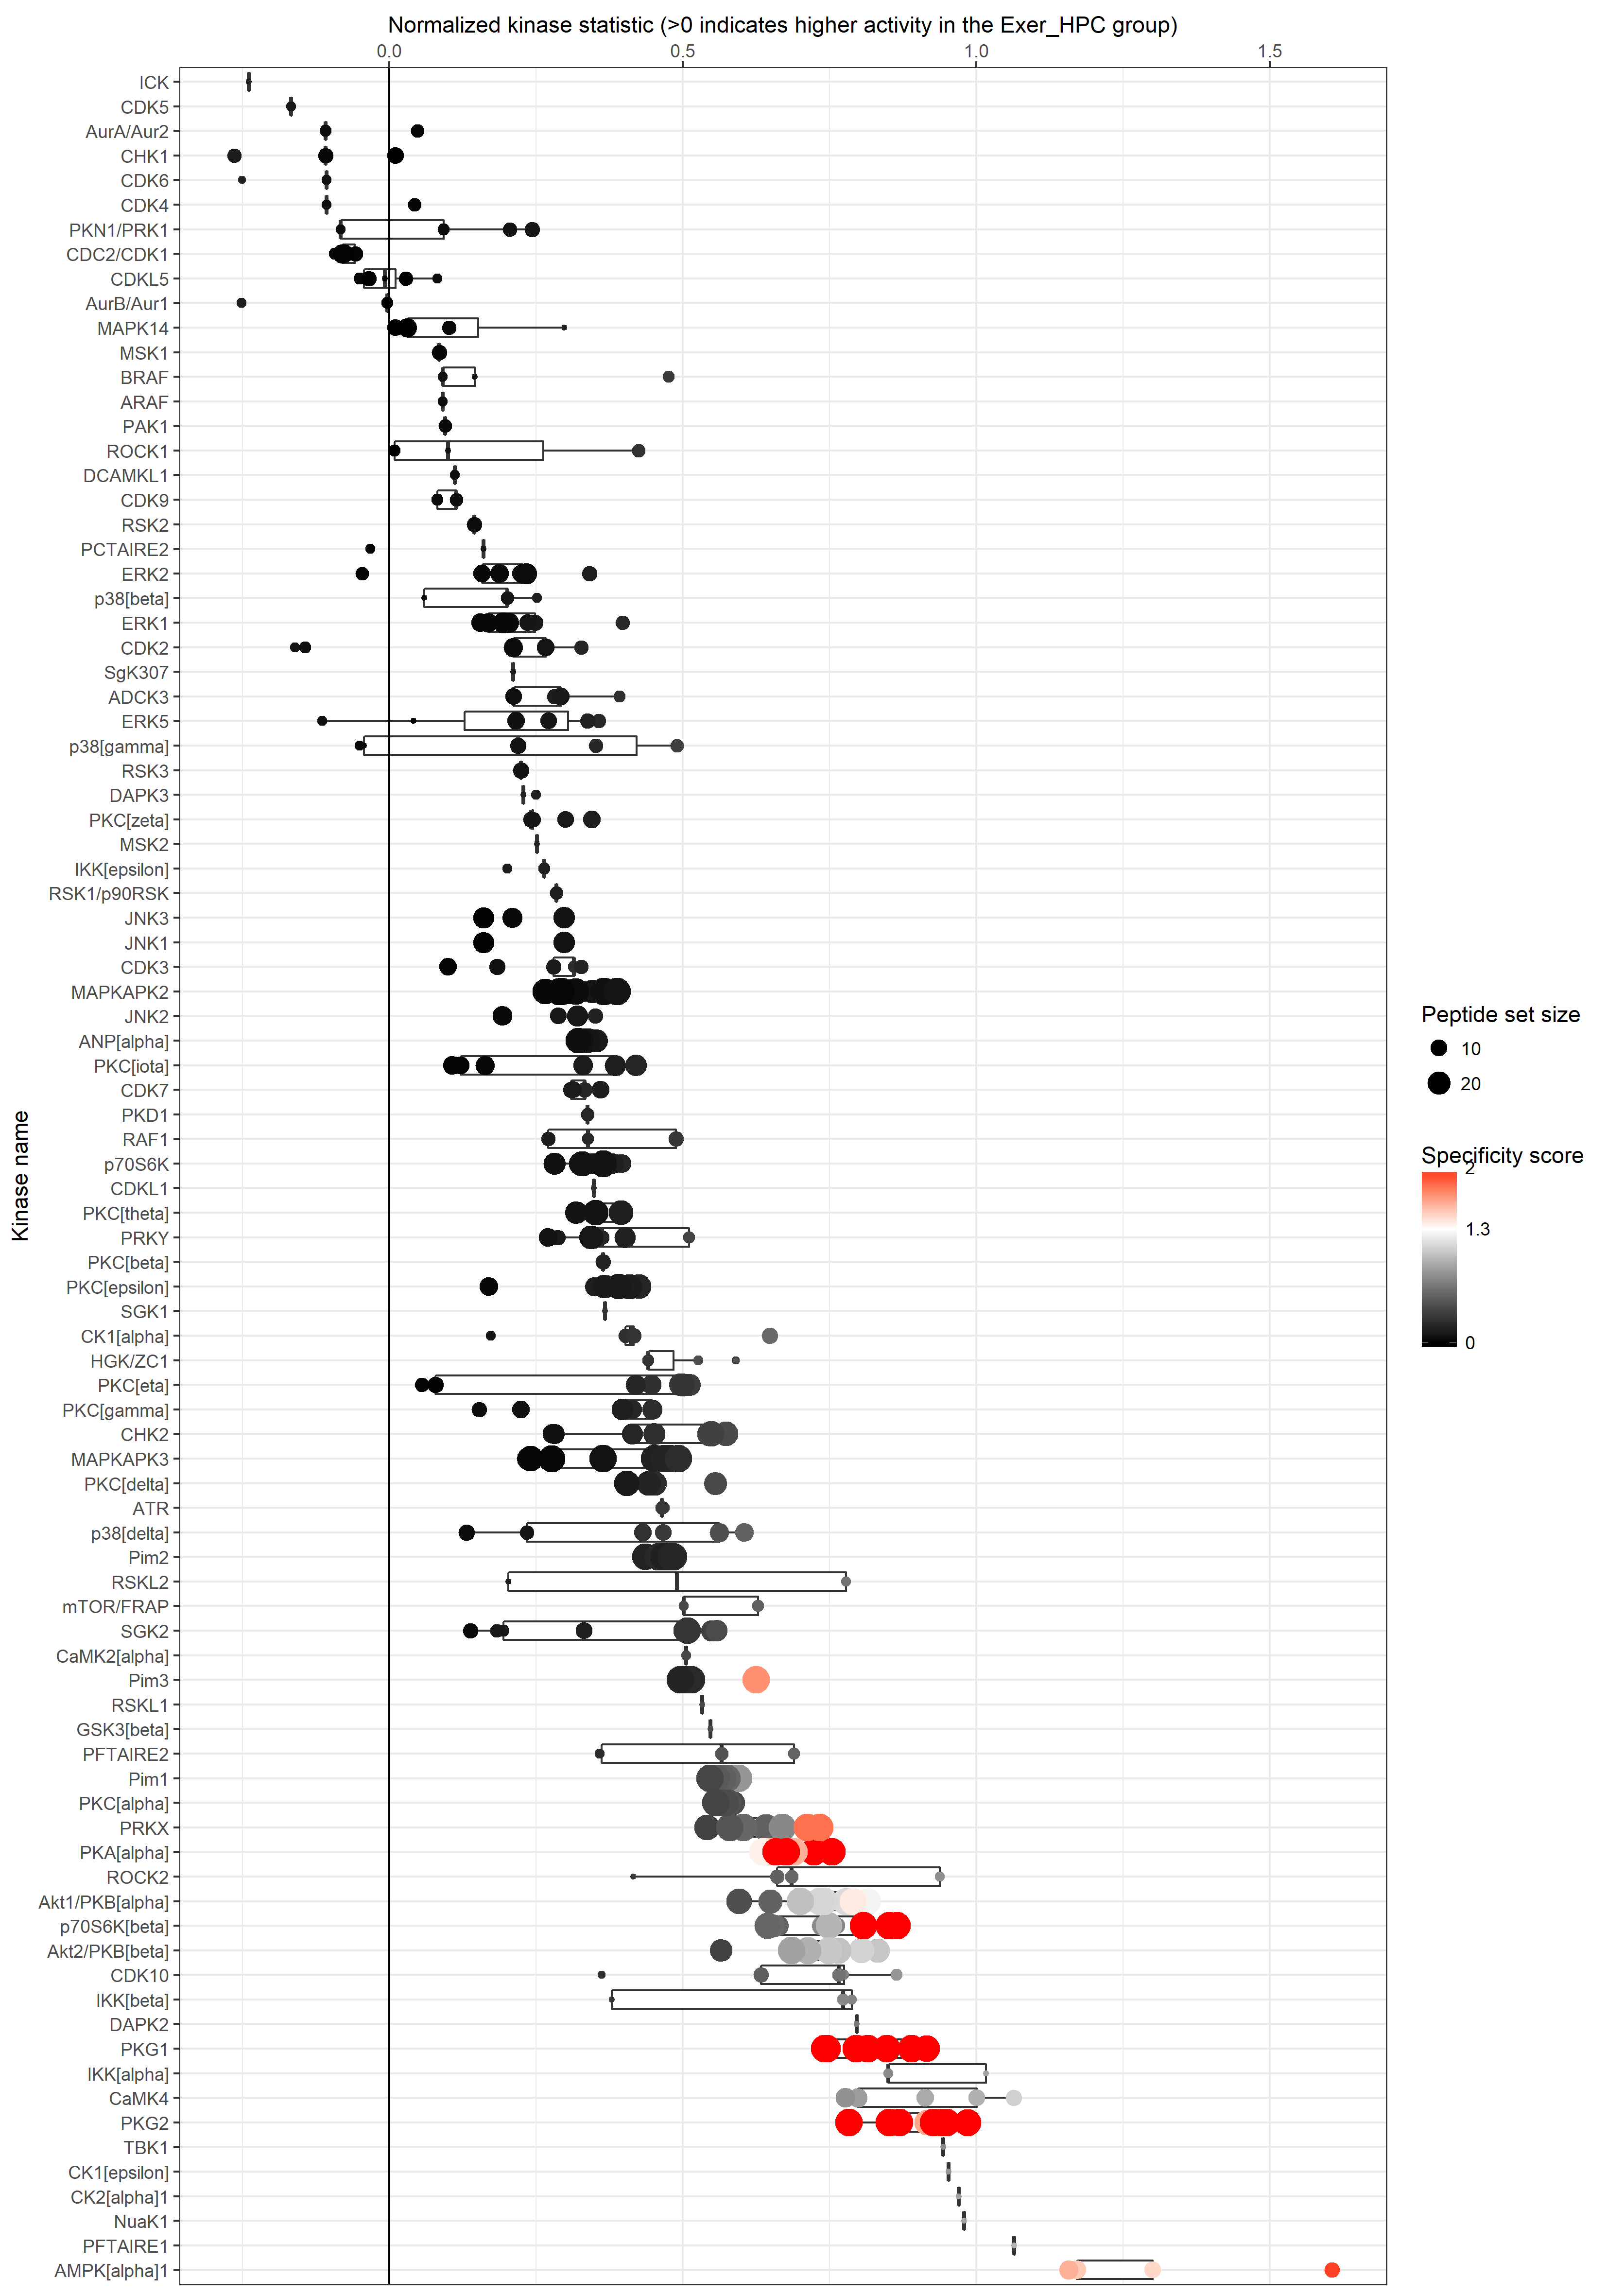 Normalized kinase statistic (>0 indicates higher activity in the Exer_HPC group)
0.0 0.5 1.0 1.5
Kinase name
ICK
CDK5
AurA/Aur2
CHK1
CDK6
CDK4
PKN1/PRK1
CDC2/CDK1
CDKL5
AurB/Aur1
MAPK14
MSK1
BRAF
ARAF
PAK1
ROCK1
DCAMKL1
CDK9
RSK2
PCTAIRE2
ERK2
p38[beta]
ERK1
CDK2
SgK307
ADCK3
ERK5
p38[gamma]
RSK3
DAPK3
PKC[zeta]
MSK2
IKK[epsilon]
RSK1/p90RSK
JNK3
JNK1
CDK3
MAPKAPK2
JNK2
ANP[alpha]
PKC[iota]
CDK7
PKD1
RAF1
p70S6K
CDKL1
PKC[theta]
PRKY
PKC[beta]
PKC[epsilon]
SGK1
CK1[alpha]
HGK/ZC1
PKC[eta]
PKC[gamma]
CHK2
MAPKAPK3
PKC[delta]
ATR
p38[delta]
Pim2
RSKL2
mTOR/FRAP
SGK2
CaMK2[alpha]
Pim3
RSKL1
GSK3[beta]
PFTAIRE2
Pim1
PKC[alpha]
PRKX
PKA[alpha]
ROCK2
Akt1/PKB[alpha]
p70S6K[beta]
Akt2/PKB[beta]
CDK10
IKK[beta]
DAPK2
PKG1
IKK[alpha]
CaMK4
PKG2
TBK1
CK1[epsilon]
CK2[alpha]1
NuaK1
PFTAIRE1
AMPK[alpha]1
Peptide set size
10
20
Specificity score
2
1.3
0